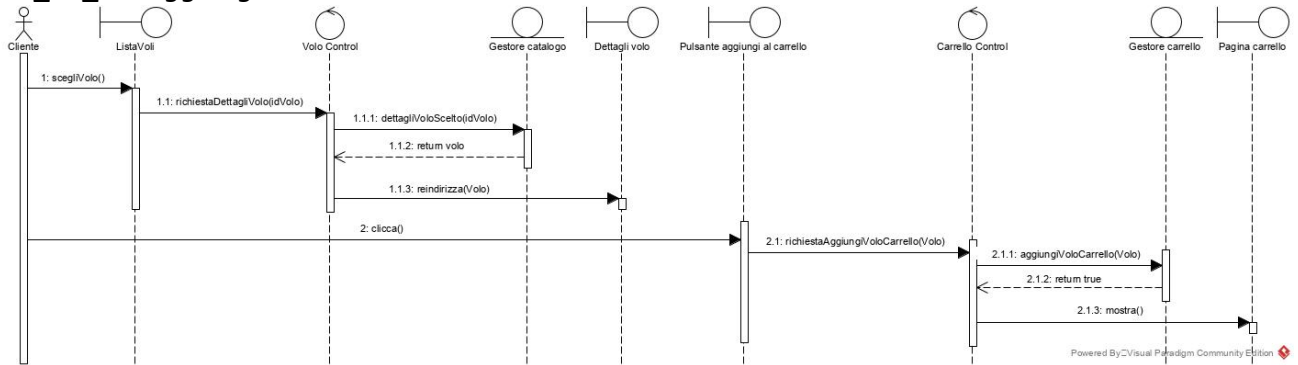 Cliente
ListaVoli
Volo Control
Gestore catalogo
Dettagli volo
Pulsante aggiungi al carrello
Carrello Control
Gestore carrello
Pagina carrello
1: scegliVolo()
1.1: richiestaDettagliVolo(idVolo)
1.1.1: dettagliVoloScelto(idVolo)
1.1.2: return volo
1.1.3: reindirizza(Volo)
2: clicca()
2.1: richiestaAggiungiVoloCarrello(Volo)
2.1.1: aggiungiVoloCarrello(Volo)
2.1.2: return true
2.1.3: mostra()
Powered By Visual Paradigm Community Edition